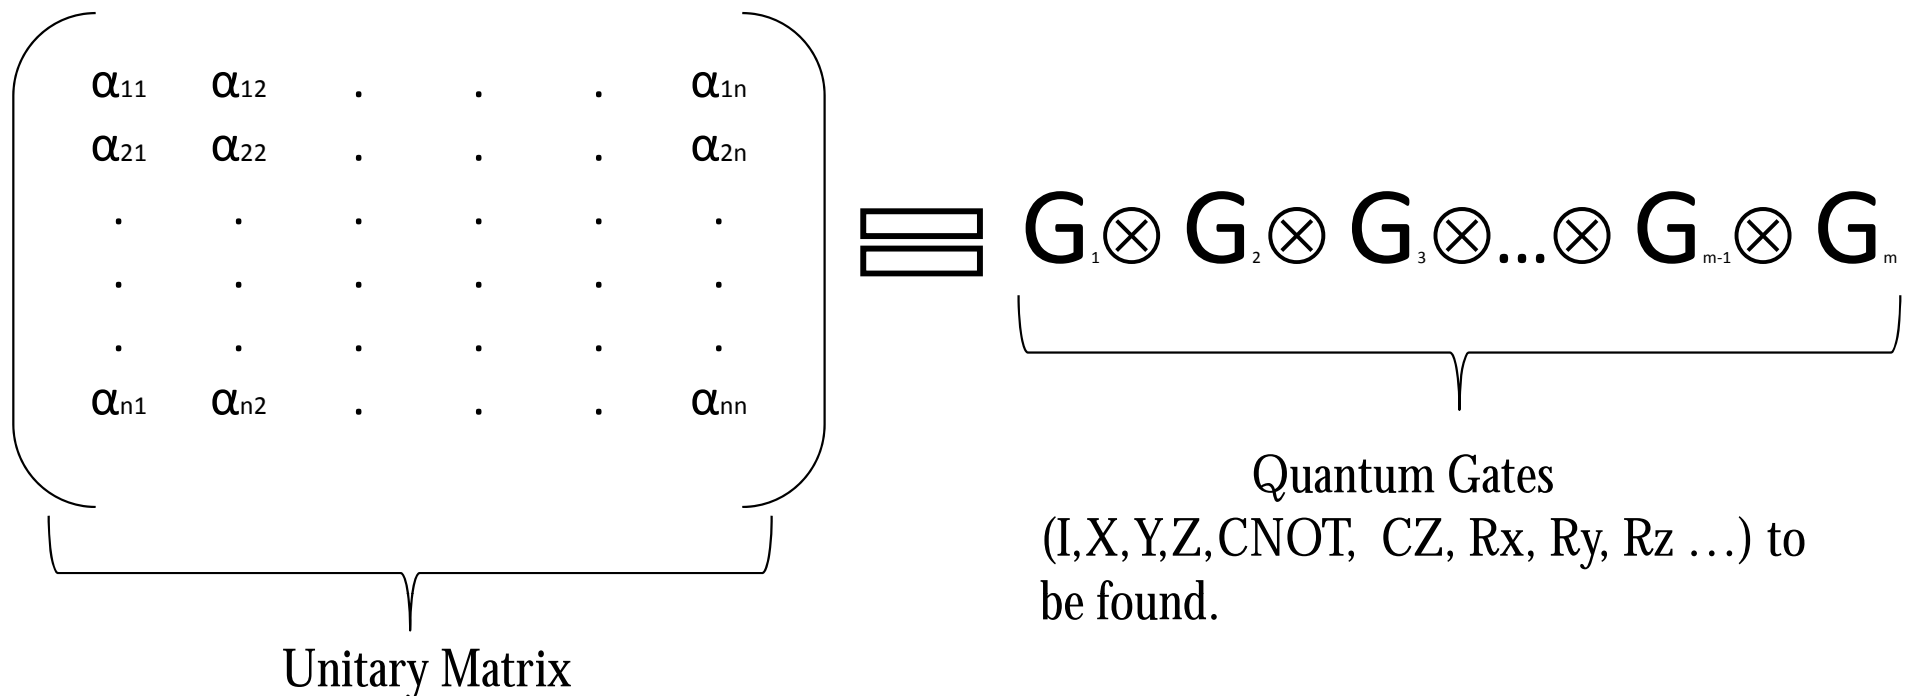 α11 α12 . . . α1n
α21 α22 . . . α2n
. . . . . .
. . . . . .
. . . . . .
αn1 αn2 . . . αnn
= G1 ⊗ G2 ⊗ G3 ⊗...⊗ Gm-1 ⊗ Gm
Quantum Gates
(I,X,Y,Z,CNOT, CZ, Rx, Ry, Rz …) to
be found.
Unitary Matrix